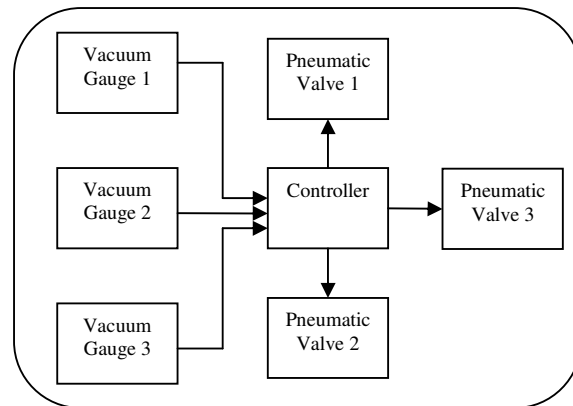 Vacuum
Gauge 1
Pneumatic
Valve 1
Vacuum
Gauge 2
Controller
Pneumatic
Valve 3
Vacuum
Gauge 3
Pneumatic
Valve 2